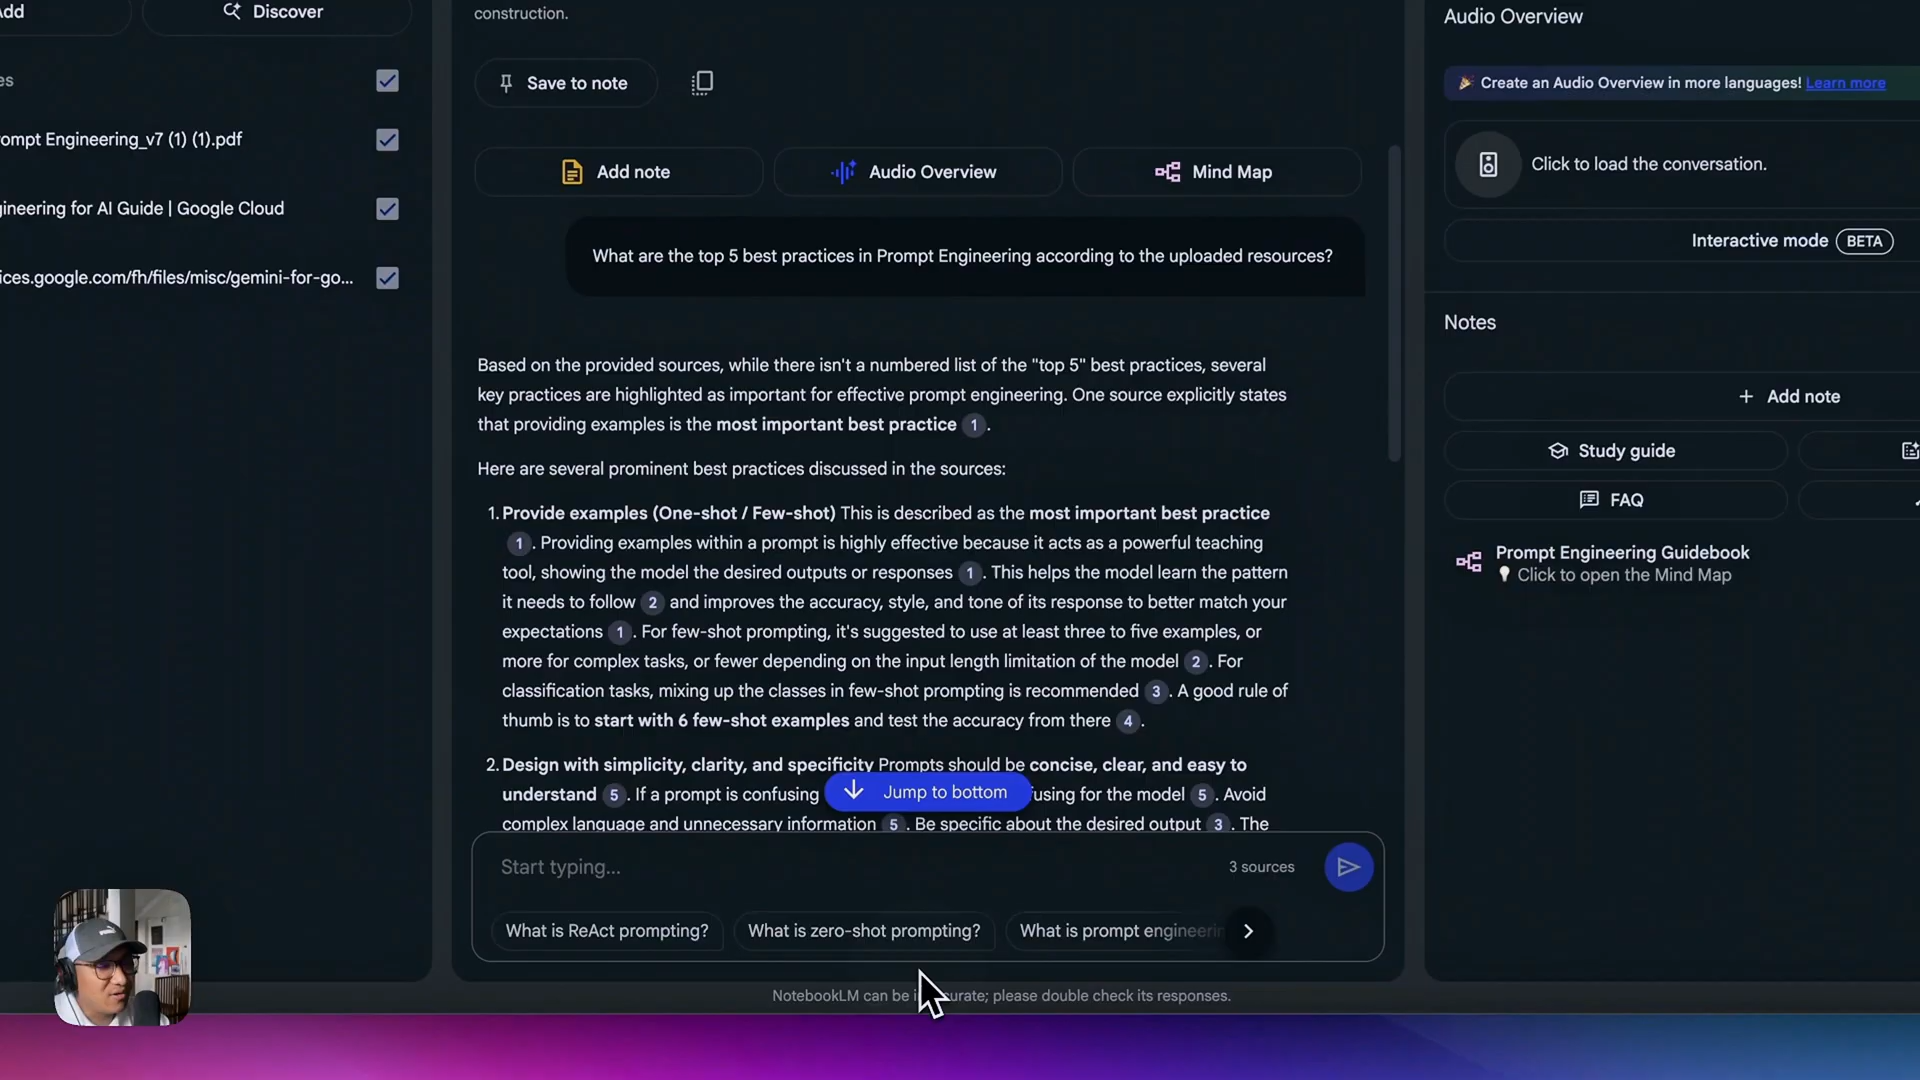 Add
Discover
es
ompt Engineering_v7 (1) (1).pdf
gineering for AI Guide | Google Cloud
ices.google.com/fh/files/misc/gemini-for-go...
construction.
Save to note
Add note
Audio Overview
Mind Map
What are the top 5 best practices in Prompt Engineering according to the uploaded resources?
Based on the provided sources, while there isn't a numbered list of the "top 5" best practices, several
key practices are highlighted as important for effective prompt engineering. One source explicitly states
that providing examples is the most important best practice 1.
Here are several prominent best practices discussed in the sources:
1. Provide examples (One-shot / Few-shot) This is described as the most important best practice
1. Providing examples within a prompt is highly effective because it acts as a powerful teaching
tool, showing the model the desired outputs or responses 1. This helps the model learn the pattern
it needs to follow 2 and improves the accuracy, style, and tone of its response to better match your
expectations 1. For few-shot prompting, it's suggested to use at least three to five examples, or
more for complex tasks, or fewer depending on the input length limitation of the model 2. For
classification tasks, mixing up the classes in few-shot prompting is recommended 3. A good rule of
thumb is to start with 6 few-shot examples and test the accuracy from there 4.
2. Design with simplicity, clarity, and specificity Prompts should be concise, clear, and easy to
understand 5. If a prompt is confusing
Jump to bottom
fusing for the model 5. Avoid
complex language and unnecessary information 5. Be specific about the desired output 3. The
Start typing...
3 sources
What is ReAct prompting?
What is zero-shot prompting?
What is prompt engineerin
NotebookLM can be in urate; please double check its responses.
Audio Overview
Create an Audio Overview in more languages! Learn more
Click to load the conversation.
Interactive mode BETA
Notes
+ Add note
Study guide
FAQ
Prompt Engineering Guidebook
Click to open the Mind Map